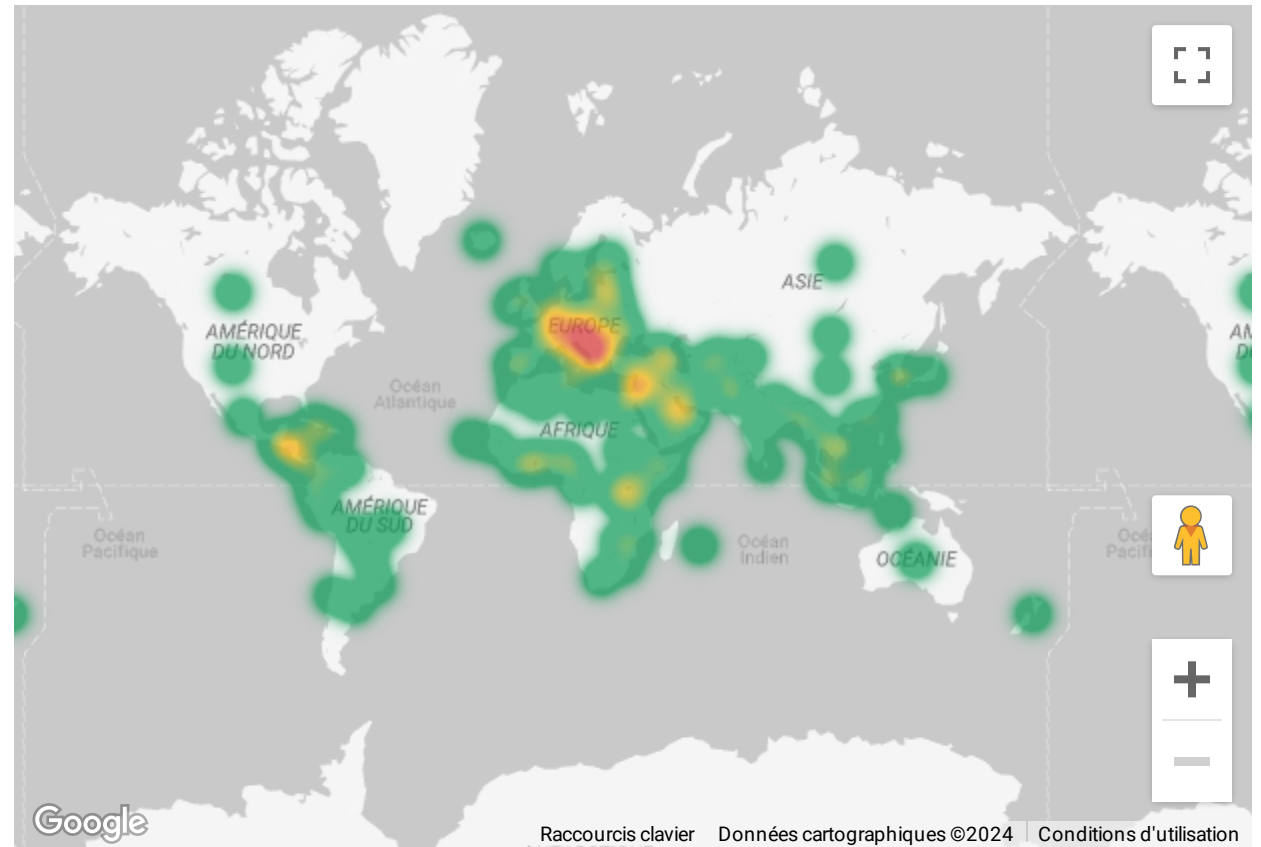 ASIE
EUROPE
AMÉRIQUE
DU NORD
AM
Océan
Atlantique
AFRIQUE
AMÉRIQUE
DU SUD
Océan
Pacifique
Océan
Indien
OCÉANIE
Google
Raccourcis clavier
Données cartographiques ©2024
Conditions d'utilisation